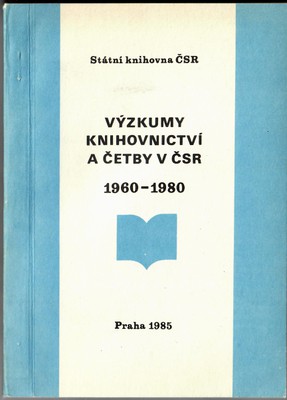 Státní knihovna ČSR
VÝZKUMY
KNIHOVNICTVÍ
A ČETBY V ČSR
1960-1980
Praha 1985